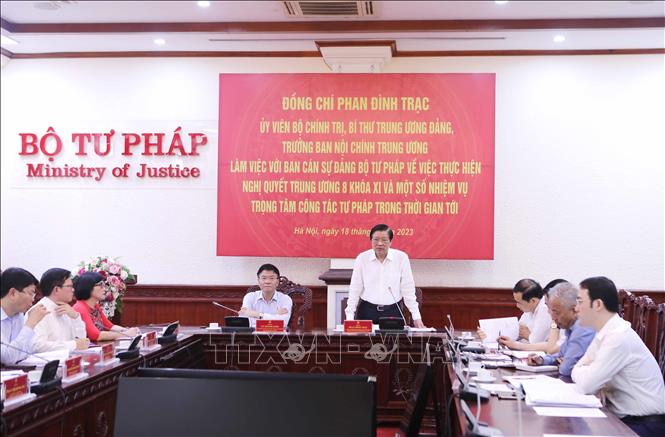 BỘ TƯ PHÁP
Ministry of Justice
ĐỒNG CHÍ PHAN ĐÌNH TRẠC
ỦY VIÊN BỘ CHÍNH TRỊ, BÍ THƯ TRUNG ƯƠNG ĐẢNG,
TRƯỞNG BAN NỘI CHÍNH TRUNG ƯƠNG
LÀM VIỆC VỚI BAN CÁN SỰ ĐẢNG BỘ TƯ PHÁP VỀ VIỆC THỰC HIỆN
NGHỊ QUYẾT TRUNG ƯƠNG 8 KHÓA XI VÀ MỘT SỐ NHIỆM VỤ
TRỌNG TÂM CÔNG TÁC TƯ PHÁP TRONG THỜI GIAN TỚI
Hà Nội, ngày 18 2023
TTXVN-VNA